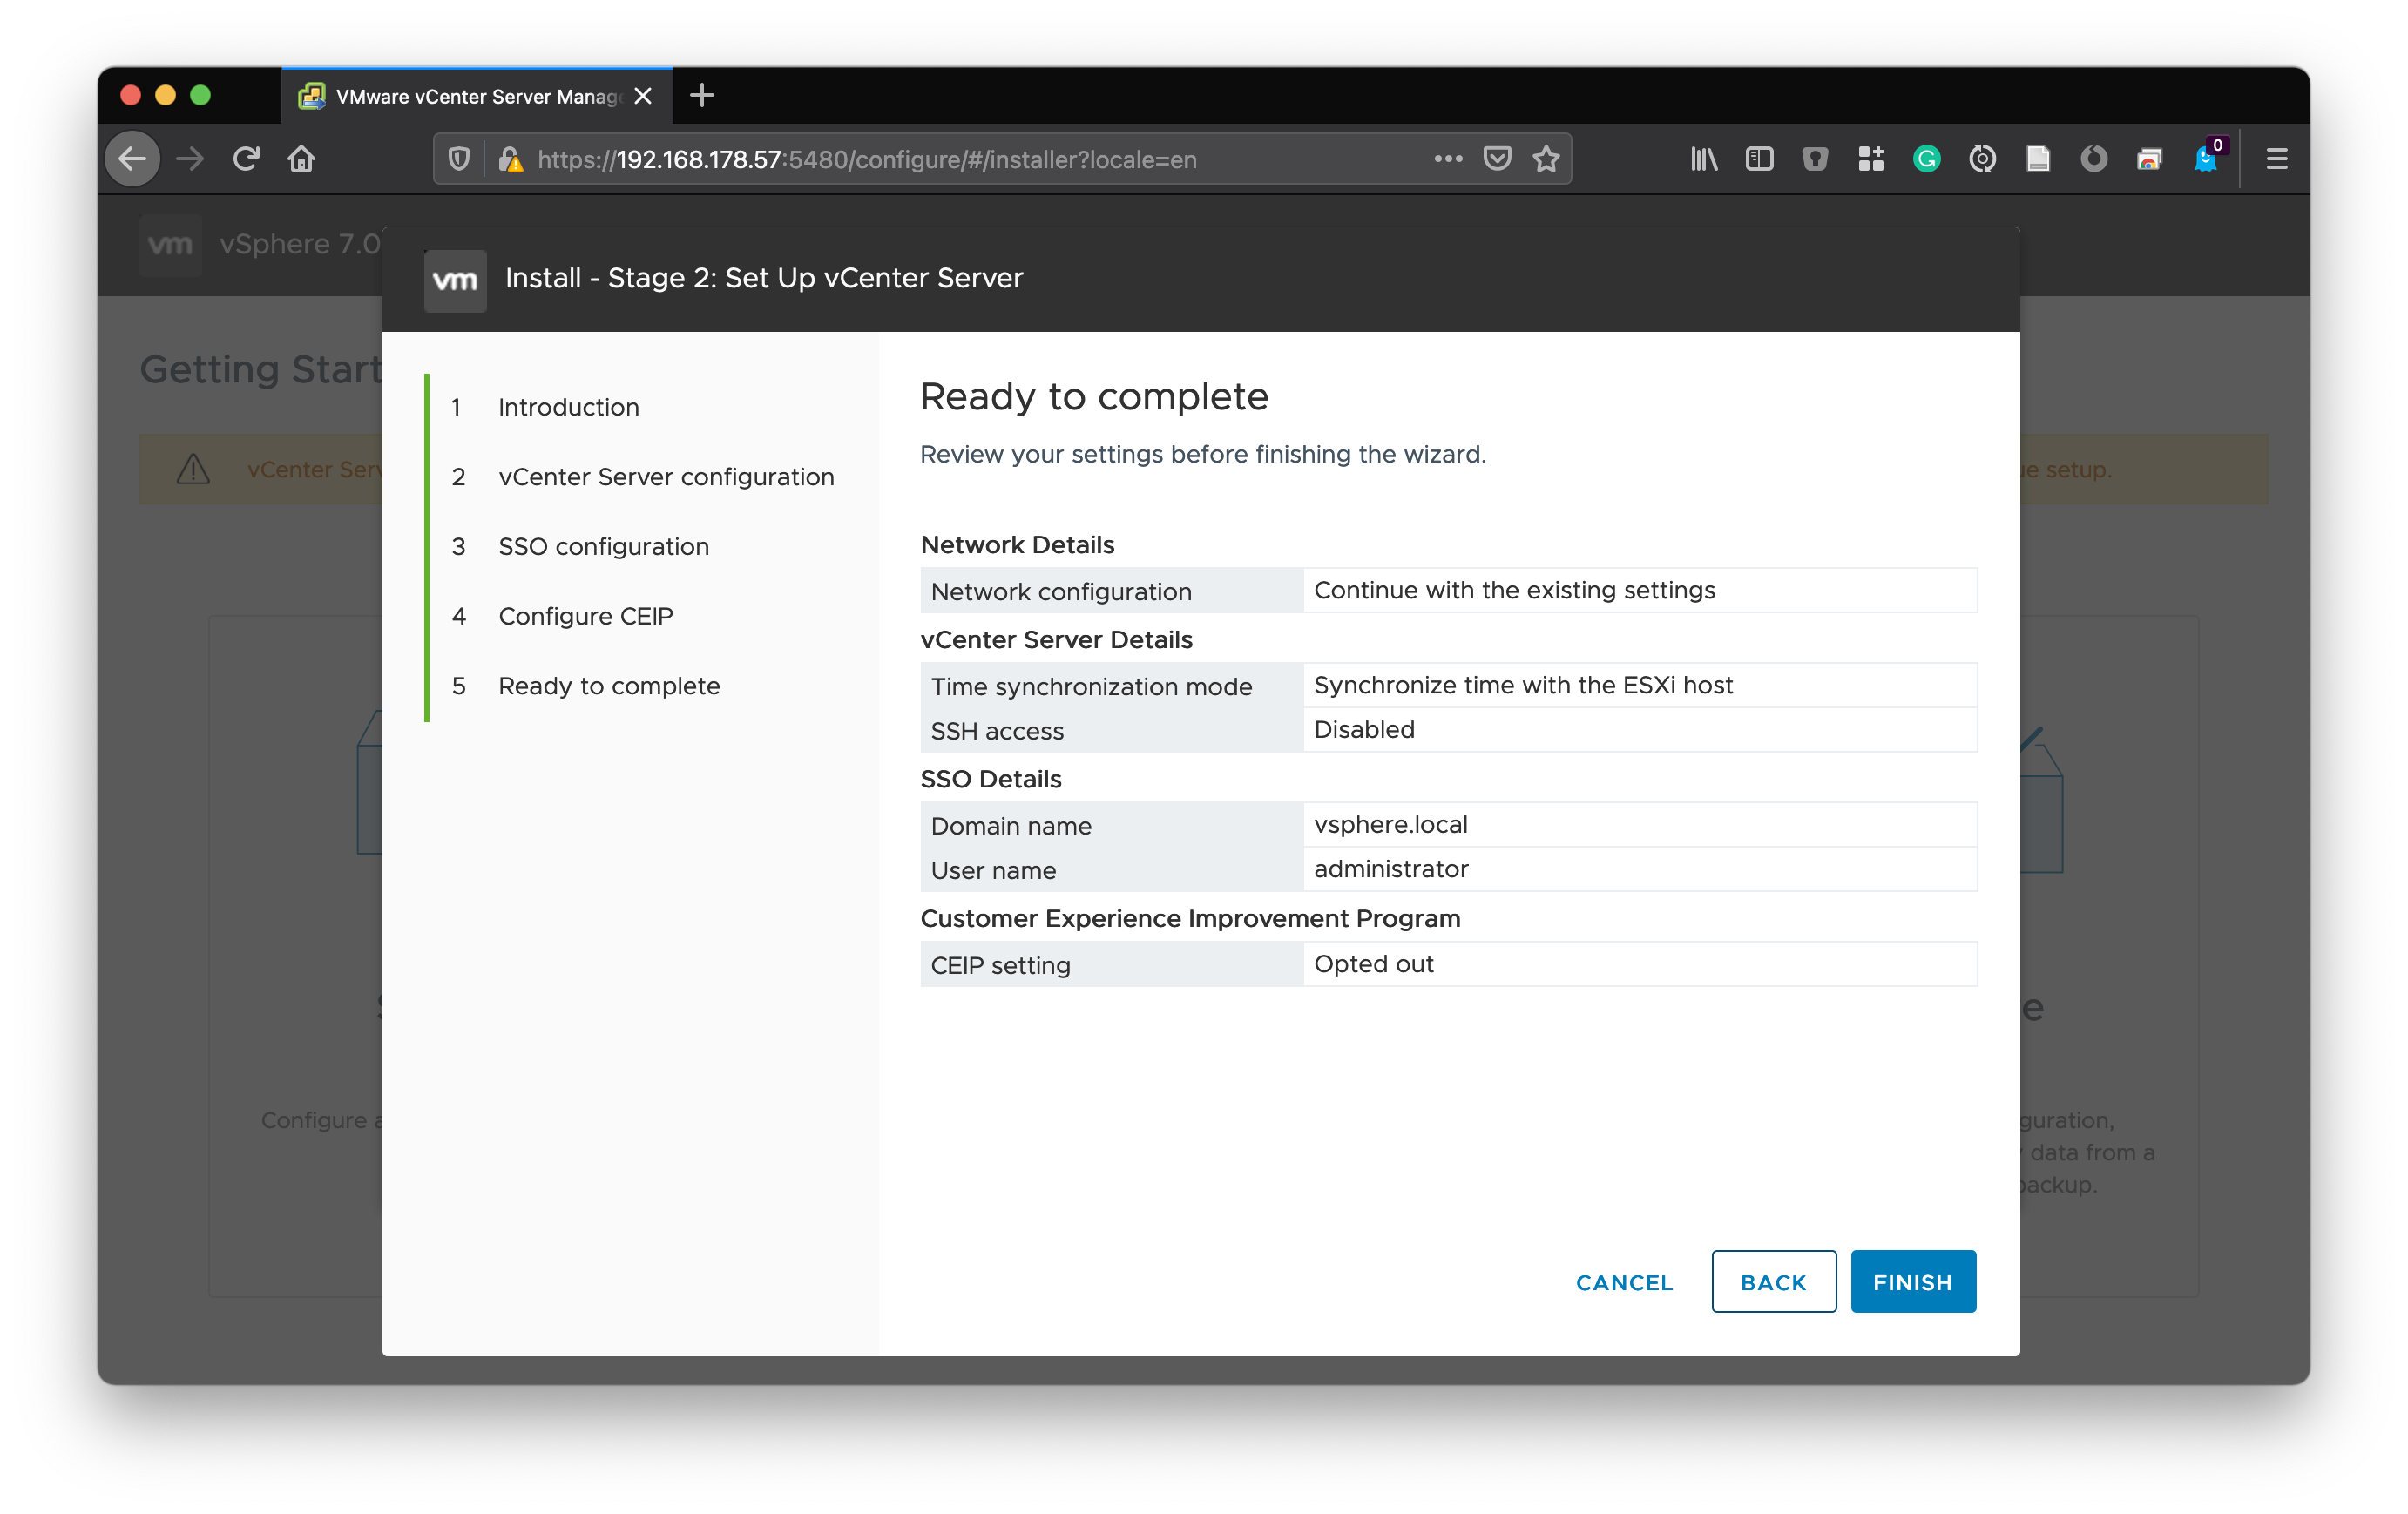 VMware vCenter Server Manage
https://192.168.178.57:5480/configure/#/installer?locale=en
0
vm vSphere 7.0
vm Install - Stage 2: Set Up vCenter Server
Getting Start
vCenter Serv
ue setup.
1 Introduction
2 vCenter Server configuration
3 SSO configuration
4 Configure CEIP
5 Ready to complete
Ready to complete
Review your settings before finishing the wizard.
Network Details
Network configuration Continue with the existing settings
vCenter Server Details
Time synchronization mode Synchronize time with the ESXi host
SSH access Disabled
SSO Details
Domain name vsphere.local
User name administrator
Customer Experience Improvement Program
CEIP setting Opted out
Configure
e
guration,
data from a
backup.
CANCEL BACK FINISH